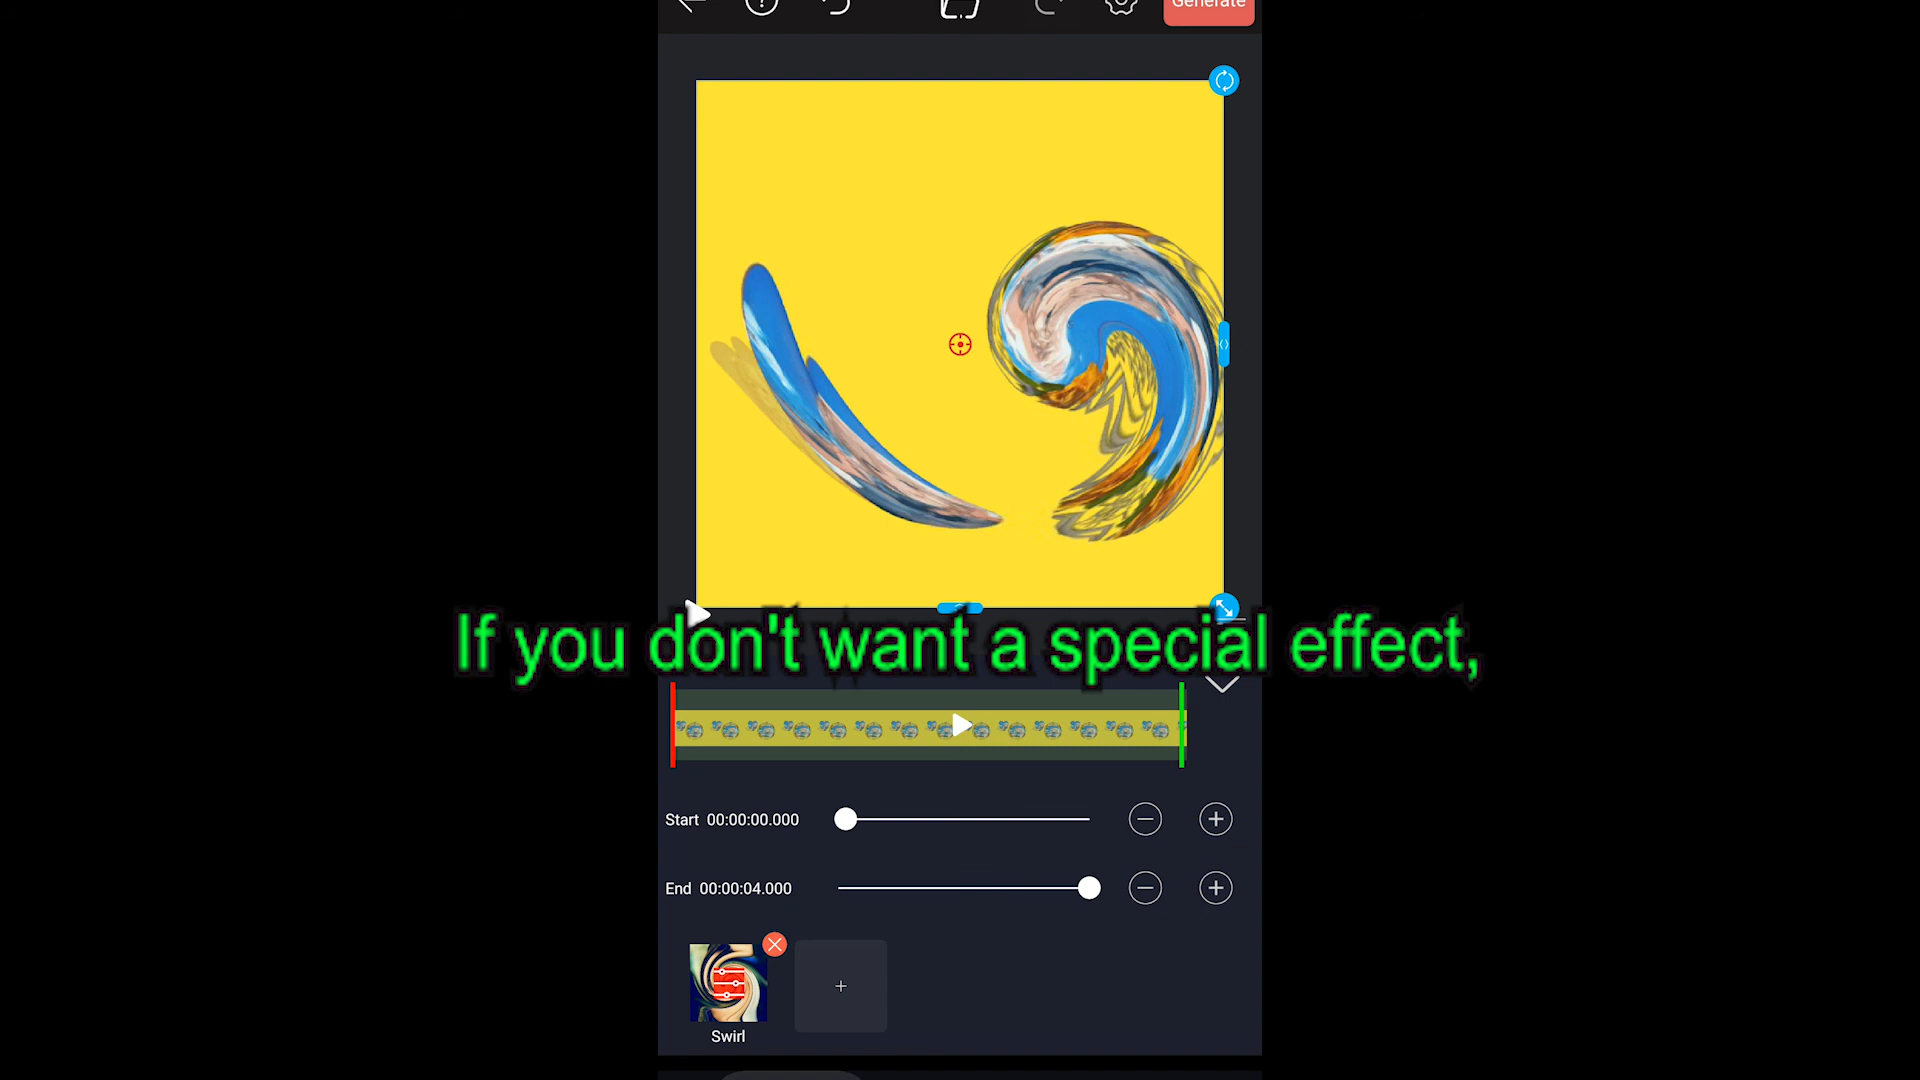 Generate
If you don't want a special effect,
Start 00:00:00.000
End 00:00:04.000
Swirl